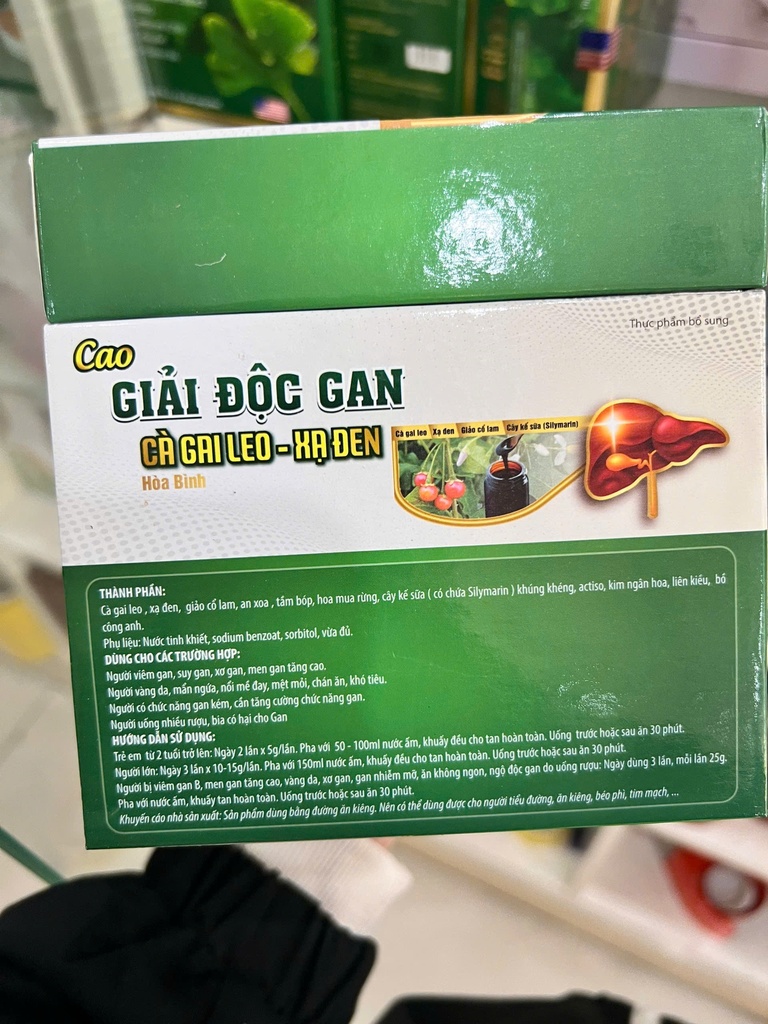 Thực phẩm bổ sung
Cao
GIẢI ĐỘC GAN
CÀ GAI LEO - XẠ ĐEN
Hòa Bình
Cà gai leo Xạ đen Giảo cổ lam Cây kế sữa (Silymarin)
THÀNH PHẦN:
Cà gai leo , xạ đen, giảo cổ lam, an xoa , tầm bóp, hoa mua rừng, cây kế sữa ( có chứa Silymarin ) khúng khéng, actiso, kim ngân hoa, liên kiều, bồ
công anh.
Phụ liệu: Nước tinh khiết, sodium benzoat, sorbitol, vừa đủ.
DÙNG CHO CÁC TRƯỜNG HỢP:
Người viêm gan, suy gan, xơ gan, men gan tăng cao.
Người vàng da, mẩn ngứa, nổi mề đay, mệt mỏi, chán ăn, khó tiêu.
Người có chức năng gan kém, cần tăng cường chức năng gan.
Người uống nhiều rượu, bia có hại cho Gan
HƯỚNG DẪN SỬ DỤNG:
Trẻ em từ 2 tuổi trở lên: Ngày 2 lần x 5g/lần. Pha với 50 - 100ml nước ấm, khuấy đều cho tan hoàn toàn. Uống trước hoặc sau ăn 30 phút.
Người lớn: Ngày 3 lần x 10-15g/lần. Pha với 150ml nước ấm, khuấy đều cho tan hoàn toàn. Uống trước hoặc sau ăn 30 phút.
Người bị viêm gan B, men gan tăng cao, vàng da, xơ gan, gan nhiễm mỡ, ăn không ngon, ngộ độc gan do uống rượu: Ngày dùng 3 lần, mỗi lần 25g.
Pha với nước ấm, khuấy tan hoàn toàn. Uống trước hoặc sau ăn 30 phút.
Khuyến cáo nhà sản xuất: Sản phẩm dùng bằng đường ăn kiêng. Nên có thể dùng được cho người tiểu đường, ăn kiêng, béo phì, tim mạch, ...